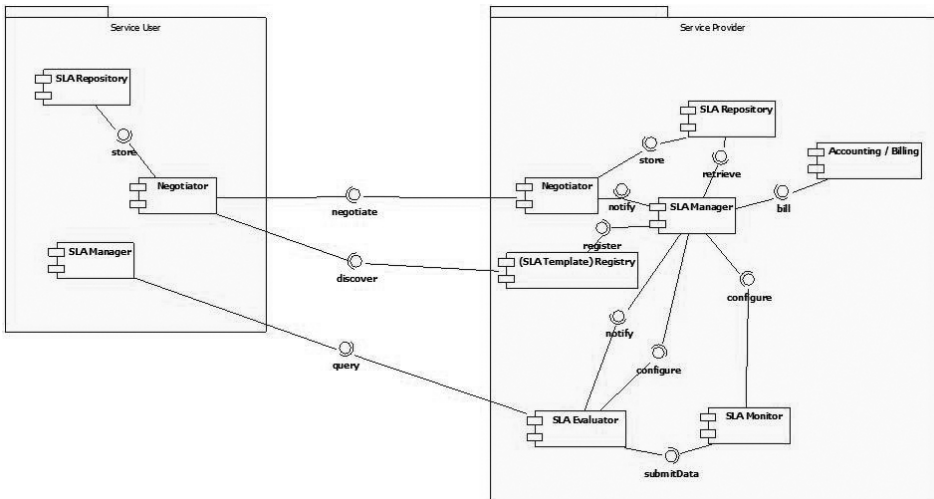 Service User
Service Provider
SLA Repository
store
Negotiator
SLA Manager
negotiate
discover
query
SLA Repository
store
retrieve
Accounting / Billing
Negotiator
notify
SLA Manager
bill
register
(SLA Template) Registry
configure
notify
configure
SLA Evaluator
SLA Monitor
submitData